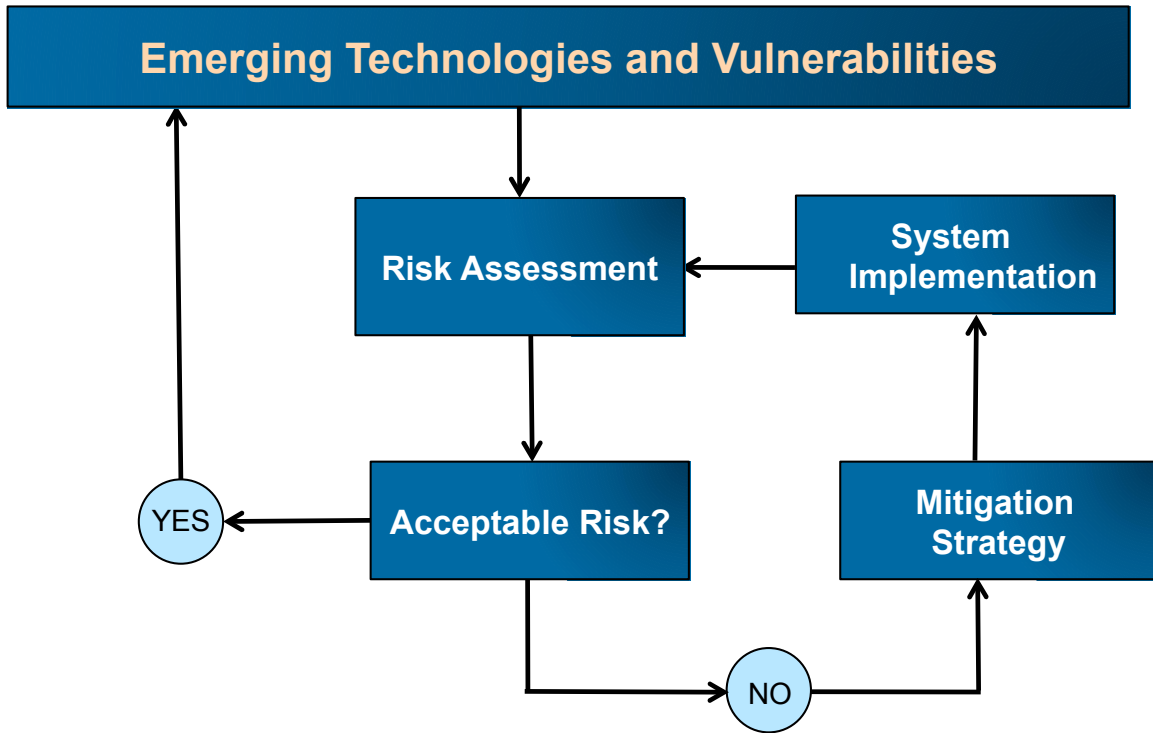 Emerging Technologies and Vulnerabilities
Risk Assessment
System
Implementation
YES
Acceptable Risk?
Mitigation
Strategy
NO